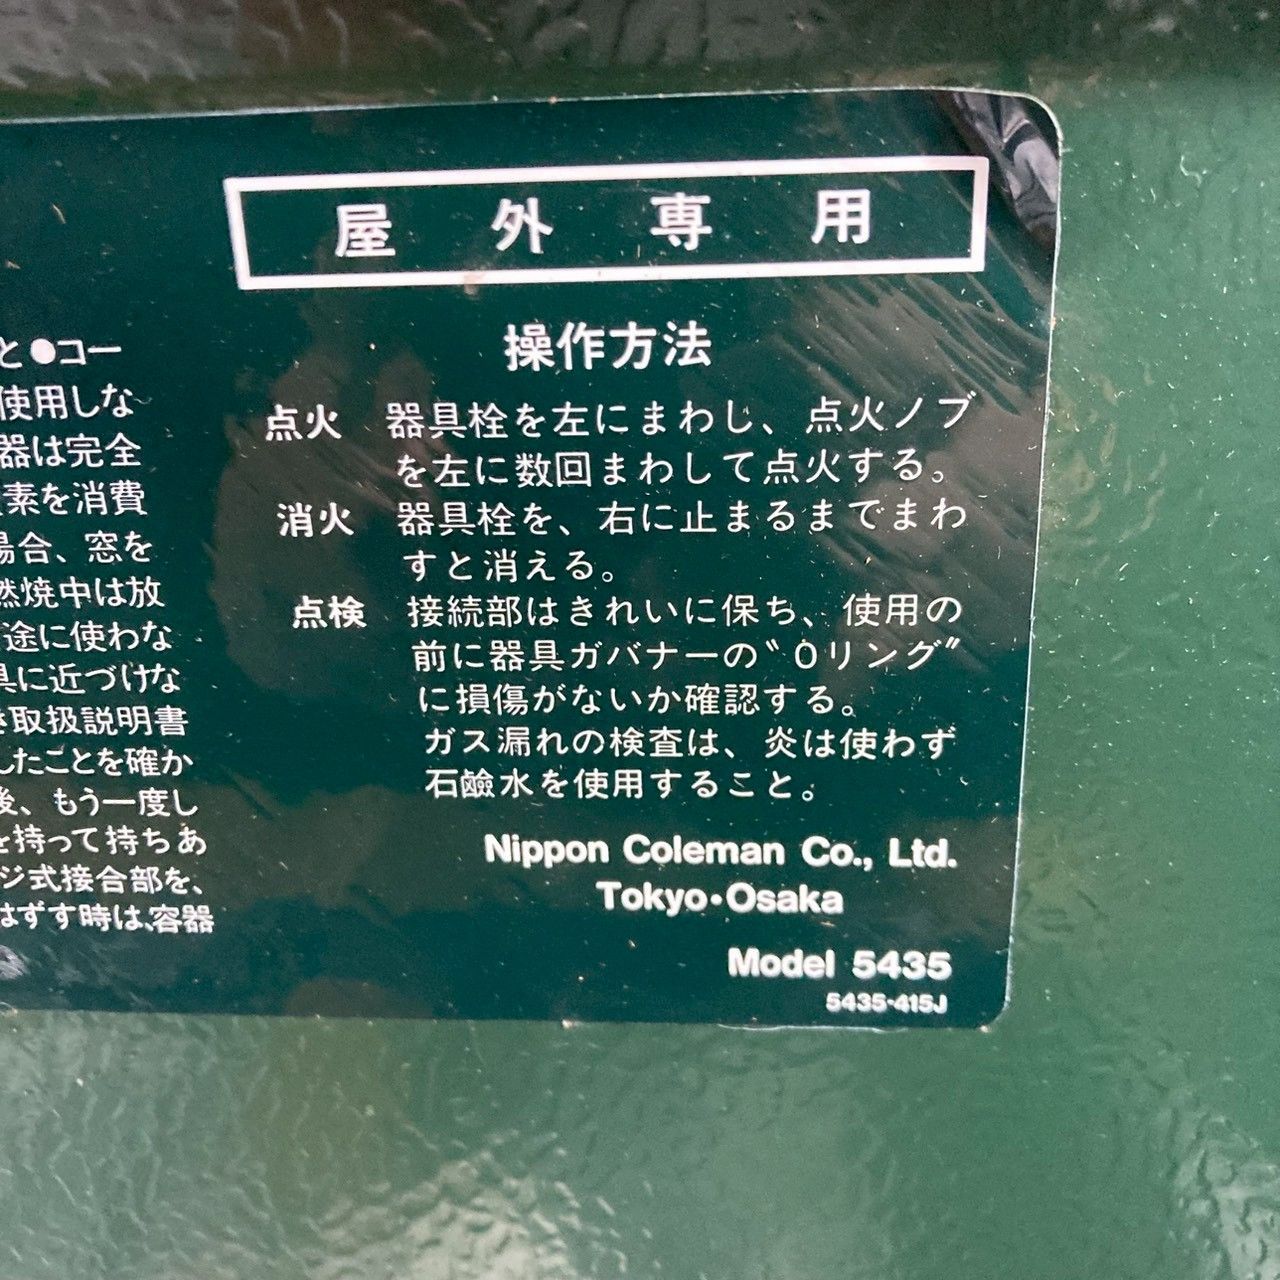 屋外専用
と●コー
使用しな
器は完全
素を消費
場合、窓を
燃焼中は放
途に使わな
具に近づけな
取扱説明書
したことを確か
後、もう一度し
を持って持ちあ
ジ式接合部を、
はずす時は、容器
操作方法
点火 器具栓を左にまわし、点火ノブ
を左に数回まわして点火する。
消火 器具栓を、右に止まるまでまわ
すと消える。
点検 接続部はきれいに保ち、使用の
前に器具ガバナーの〝Oリング〞
に損傷がないか確認する。
ガス漏れの検査は、炎は使わず
石鹼水を使用すること。
Nippon Coleman Co., Ltd.
Tokyo•Osaka
Model 5435
5435-415J